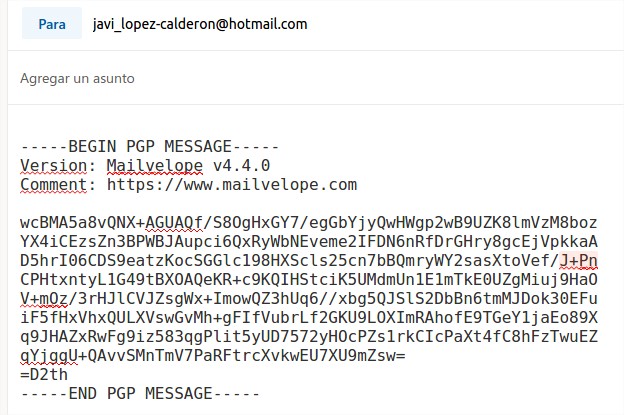 Para javi_lopez-calderon@hotmail.com
Agregar un asunto
-----BEGIN PGP MESSAGE-----
Version: Mailvelope v4.4.0
Comment: https://www.mailvelope.com
wcBMA5a8vQNX+AGUAQf/S8OgHxGY7/egGbYjyQwHWgp2wB9UZK8lmVzM8boz
YX4iCEzsZn3BPWBJAupci6QxRyWbNEveme2IFDN6nRfDrGHry8gcEjVpkkaA
D5hrI06CDS9eatzKocSGGlc198HXScls25cn7bBQmryWY2sasXtoVef/J+Pn
CPHtxntyL1G49tBXOAQeKR+c9KQIHStciK5UMdmUn1E1mTkE0UZgMiuj9HaO
V+mOz/3rHJlCVJZsgWx+ImowQZ3hUq6//xbg5QJSlS2DbBn6tmMJDok30EFu
iF5fHxVhxQULXVswGvMh+gFIfVubrLf2GKU9LOXImRAhofE9TGeY1jaEo89X
q9JHAZxRwFg9iz583qgPlit5yUD7572yHOcPZs1rkCIcPaXt4fC8hFzTwuEZ
qYjggU+QAvvSMnTmV7PaRFtrcXvkwEU7XU9mZsw=
=D2th
-----END PGP MESSAGE-----